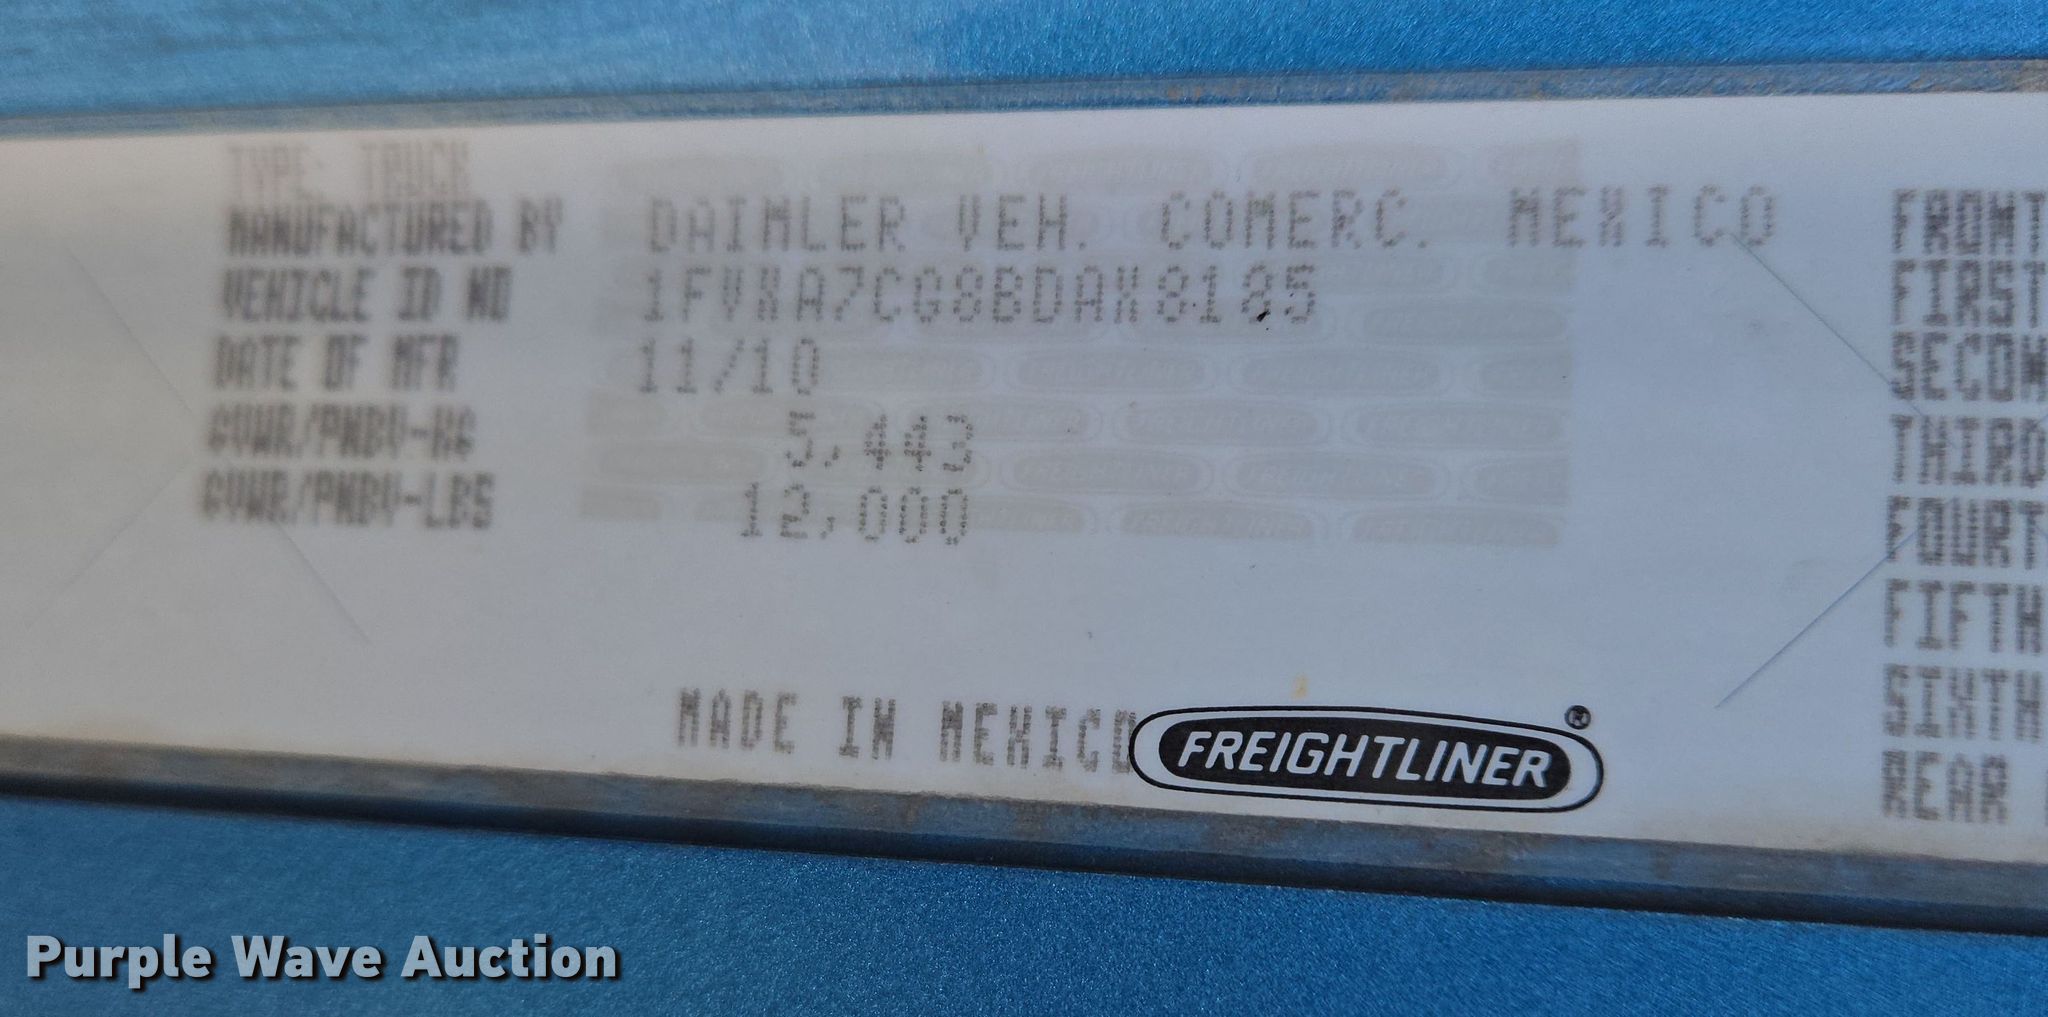 TYPE: TRUCK
MANUFACTURED BY DAIMLER VEH. COMERC. MEXICO
VEHICLE ID NO 1FVXA7CG8BDAX8185
DATE OF MFR 11/10
GVWR/PNBV-KG 5,443
GVWR/PNBV-LBS 12,000
MADE IN MEXICO
FREIGHTLINER®
FRONT
FIRST
SECON
THIRD
FOURT
FIFTH
SIXTH
REAR
Purple Wave Auction